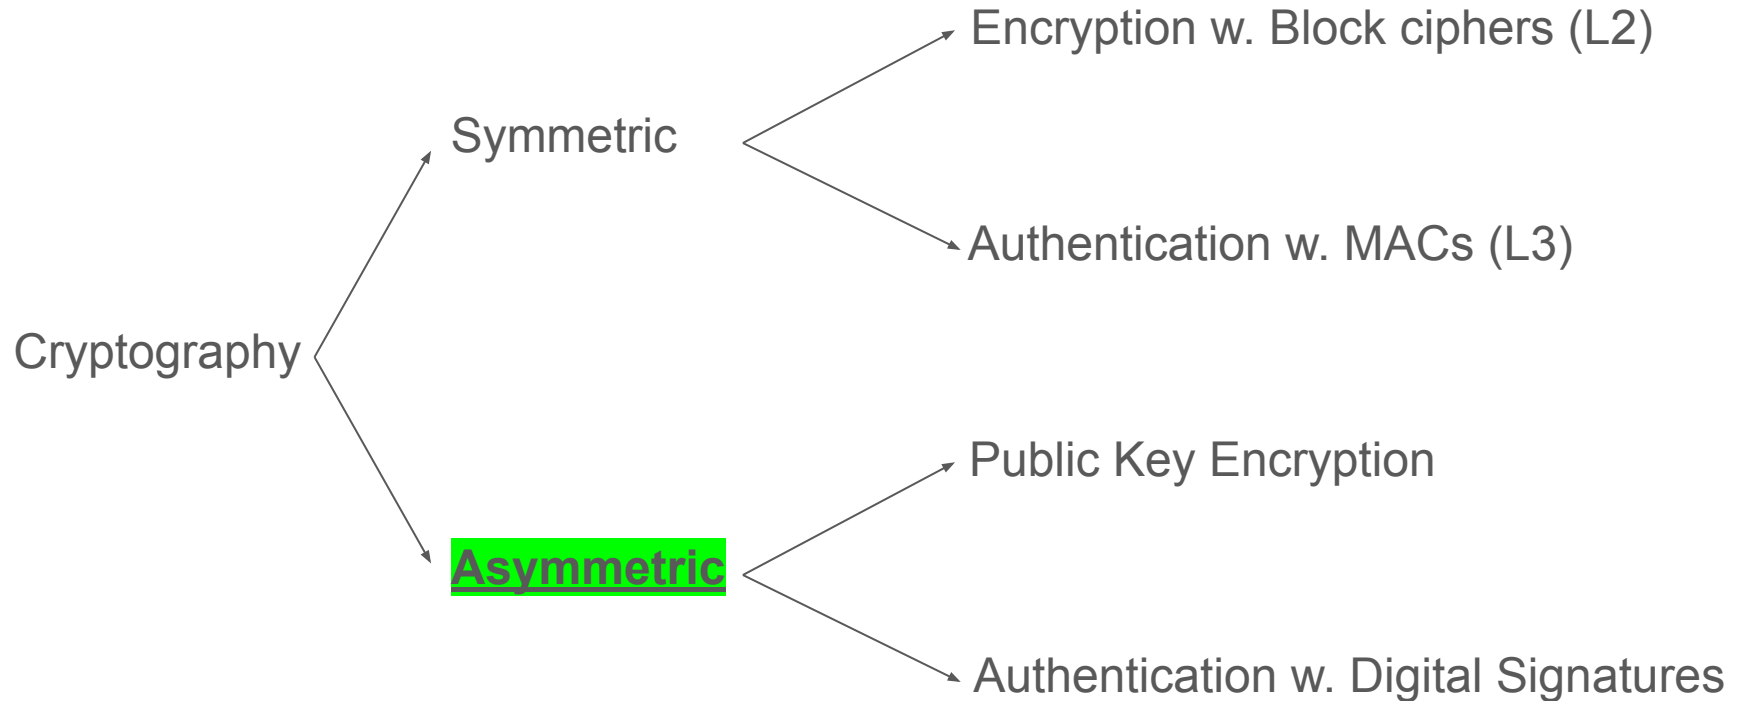 Encryption w. Block ciphers (L2)
Symmetric
Authentication w. MACs (L3)
Cryptography
Public Key Encryption
Asymmetric
Authentication w. Digital Signatures